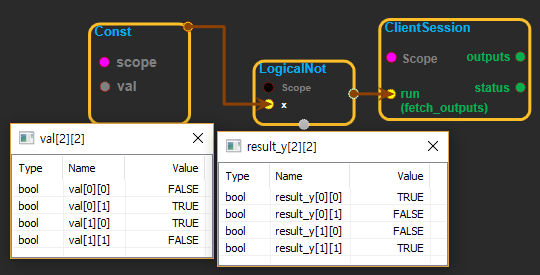 Const
scope
val
LogicalNot
Scope
x
ClientSession
Scope
outputs
status
run
(fetch_outputs)
val[2][2]
Type Name Value
bool val[0][0] FALSE
bool val[0][1] TRUE
bool val[1][0] TRUE
bool val[1][1] FALSE
result_y[2][2]
Type Name Value
bool result_y[0][0] TRUE
bool result_y[0][1] FALSE
bool result_y[1][0] FALSE
bool result_y[1][1] TRUE